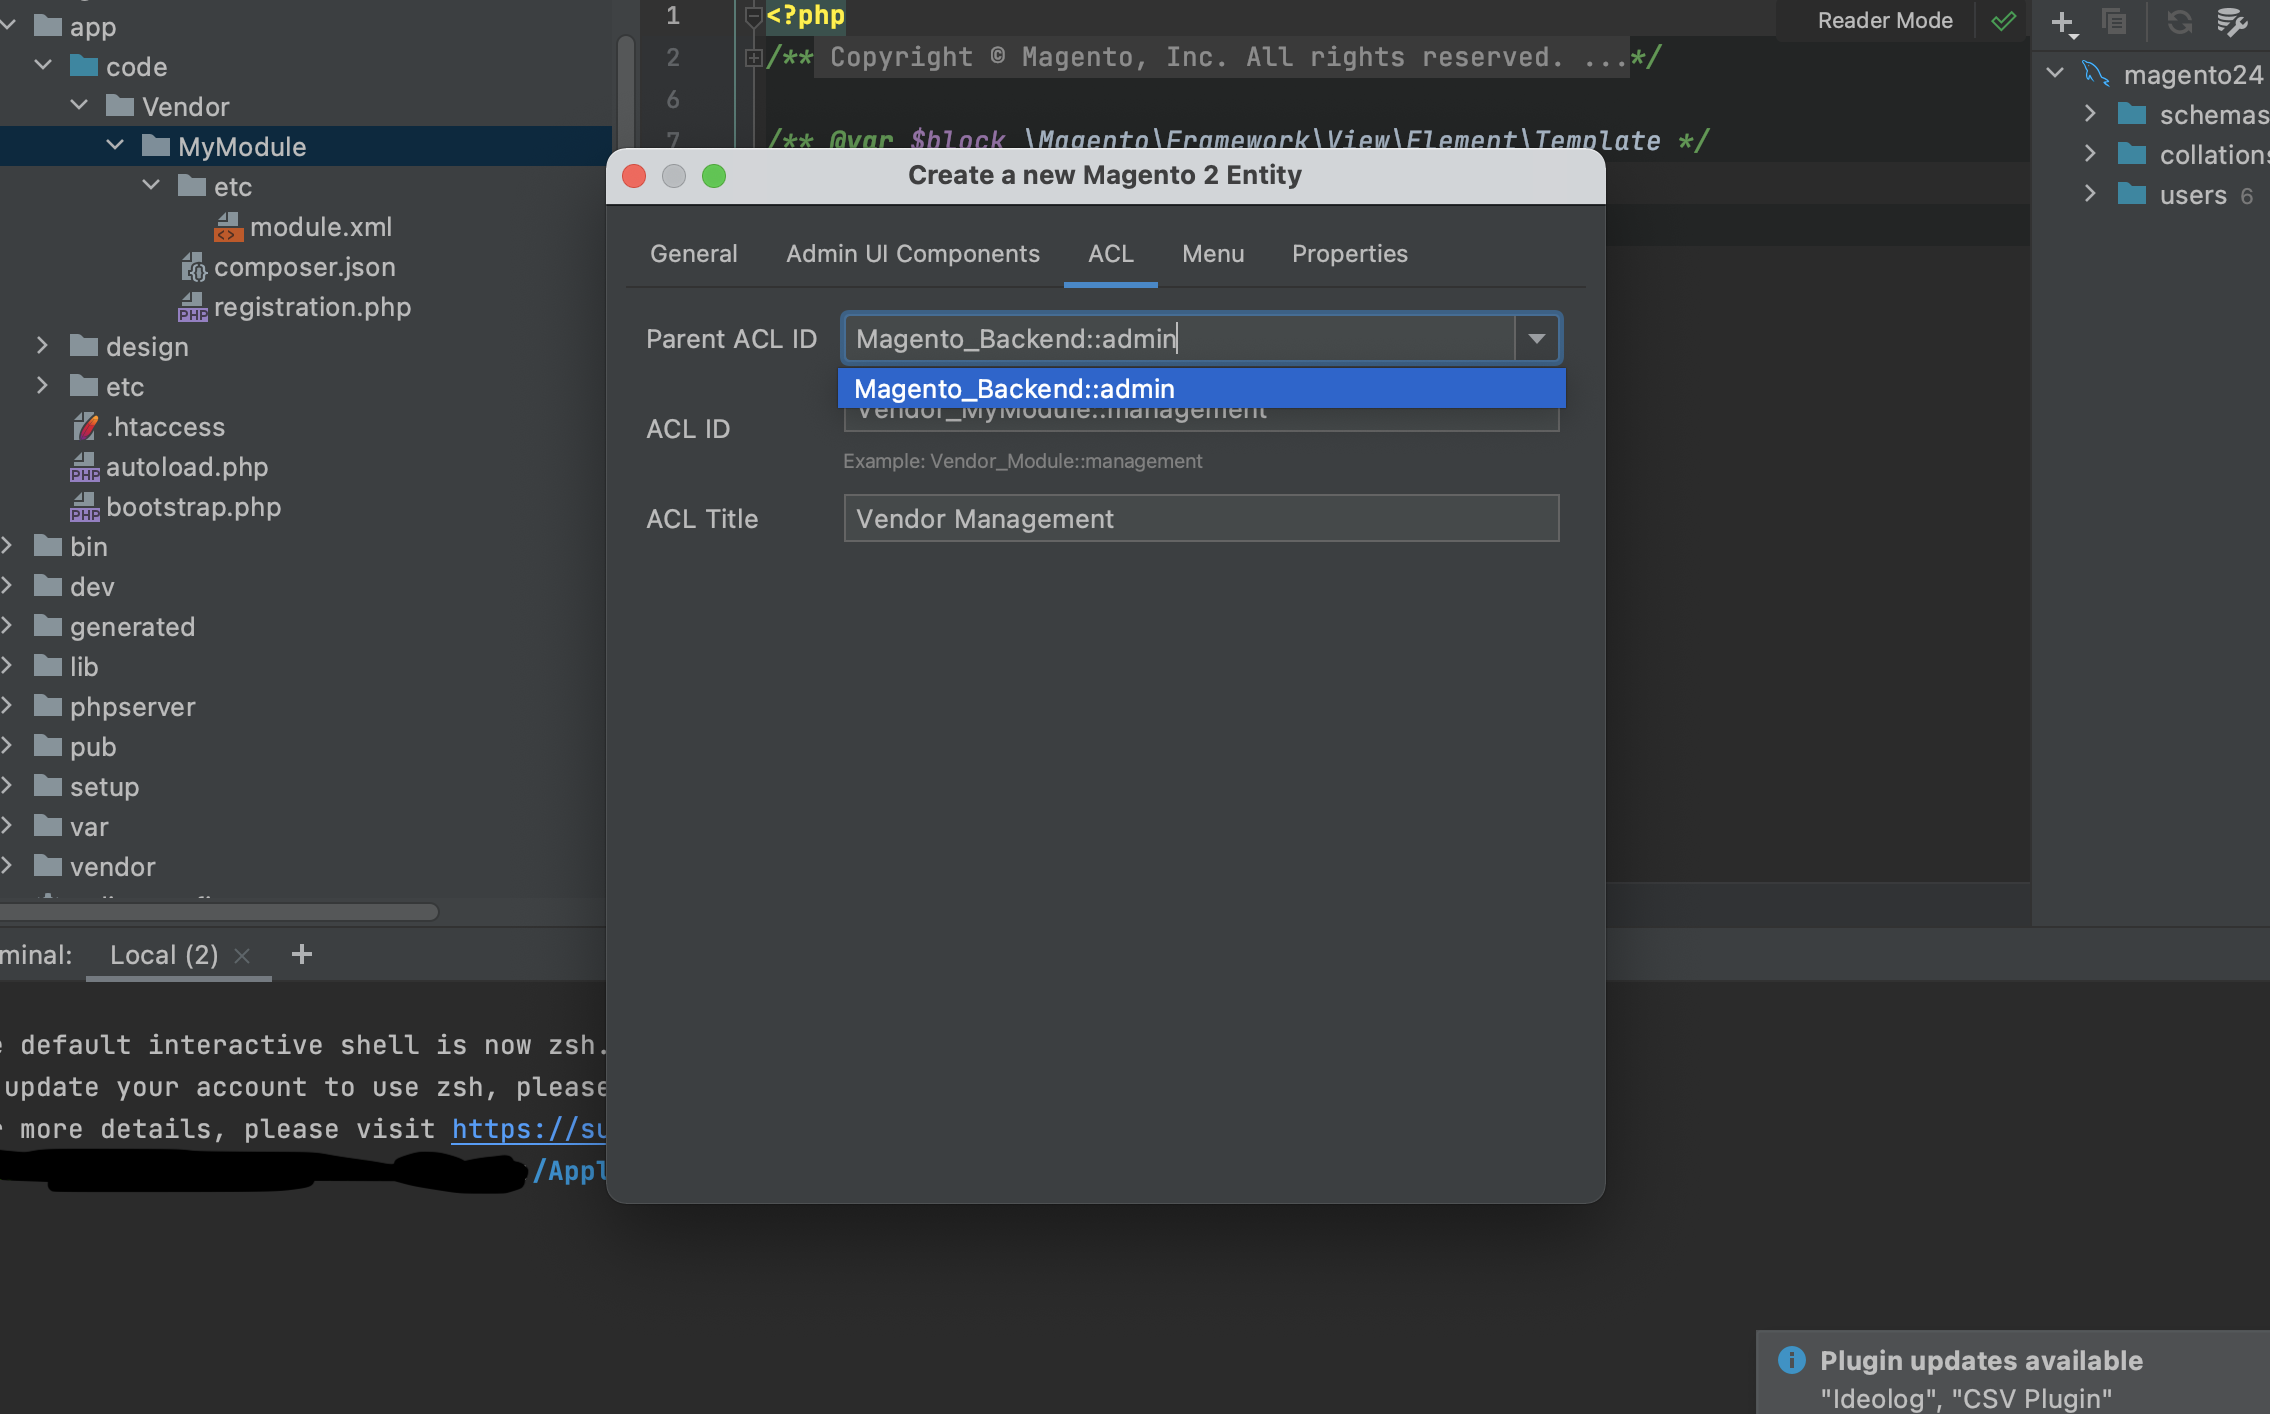 app
code
Vendor
MyModule
etc
module.xml
composer.json
registration.php
design
etc
.htaccess
autoload.php
bootstrap.php
bin
dev
generated
lib
phpserver
pub
setup
var
vendor
1 <?php
2 /** Copyright © Magento, Inc. All rights reserved. ...*/
6
7 /** @var $block \Magento\Framework\View\Element\Template */
Reader Mode
magento24
schemas
collations
users 6
Create a new Magento 2 Entity
General Admin UI Components ACL Menu Properties
Parent ACL ID Magento_Backend::admin
Magento_Backend::admin
ACL ID Vendor_MyModule::management
Example: Vendor_Module::management
ACL Title Vendor Management
minal: Local (2)
e default interactive shell is now zsh.
update your account to use zsh, please
r more details, please visit https://su
/Appl
Plugin updates available
"Ideolog", "CSV Plugin"